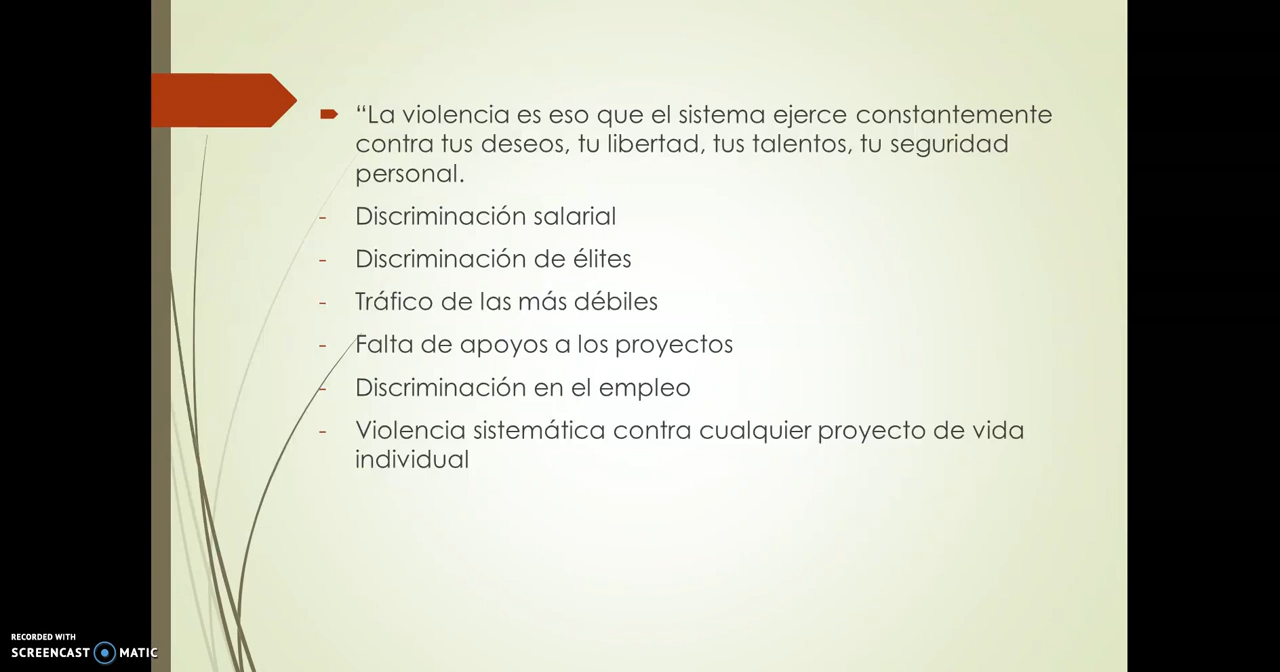 “La violencia es eso que el sistema ejerce constantemente
contra tus deseos, tu libertad, tus talentos, tu seguridad
personal.
- Discriminación salarial
- Discriminación de élites
- Tráfico de las más débiles
- Falta de apoyos a los proyectos
- Discriminación en el empleo
- Violencia sistemática contra cualquier proyecto de vida
individual
RECORDED WITH
SCREENCAST MATIC